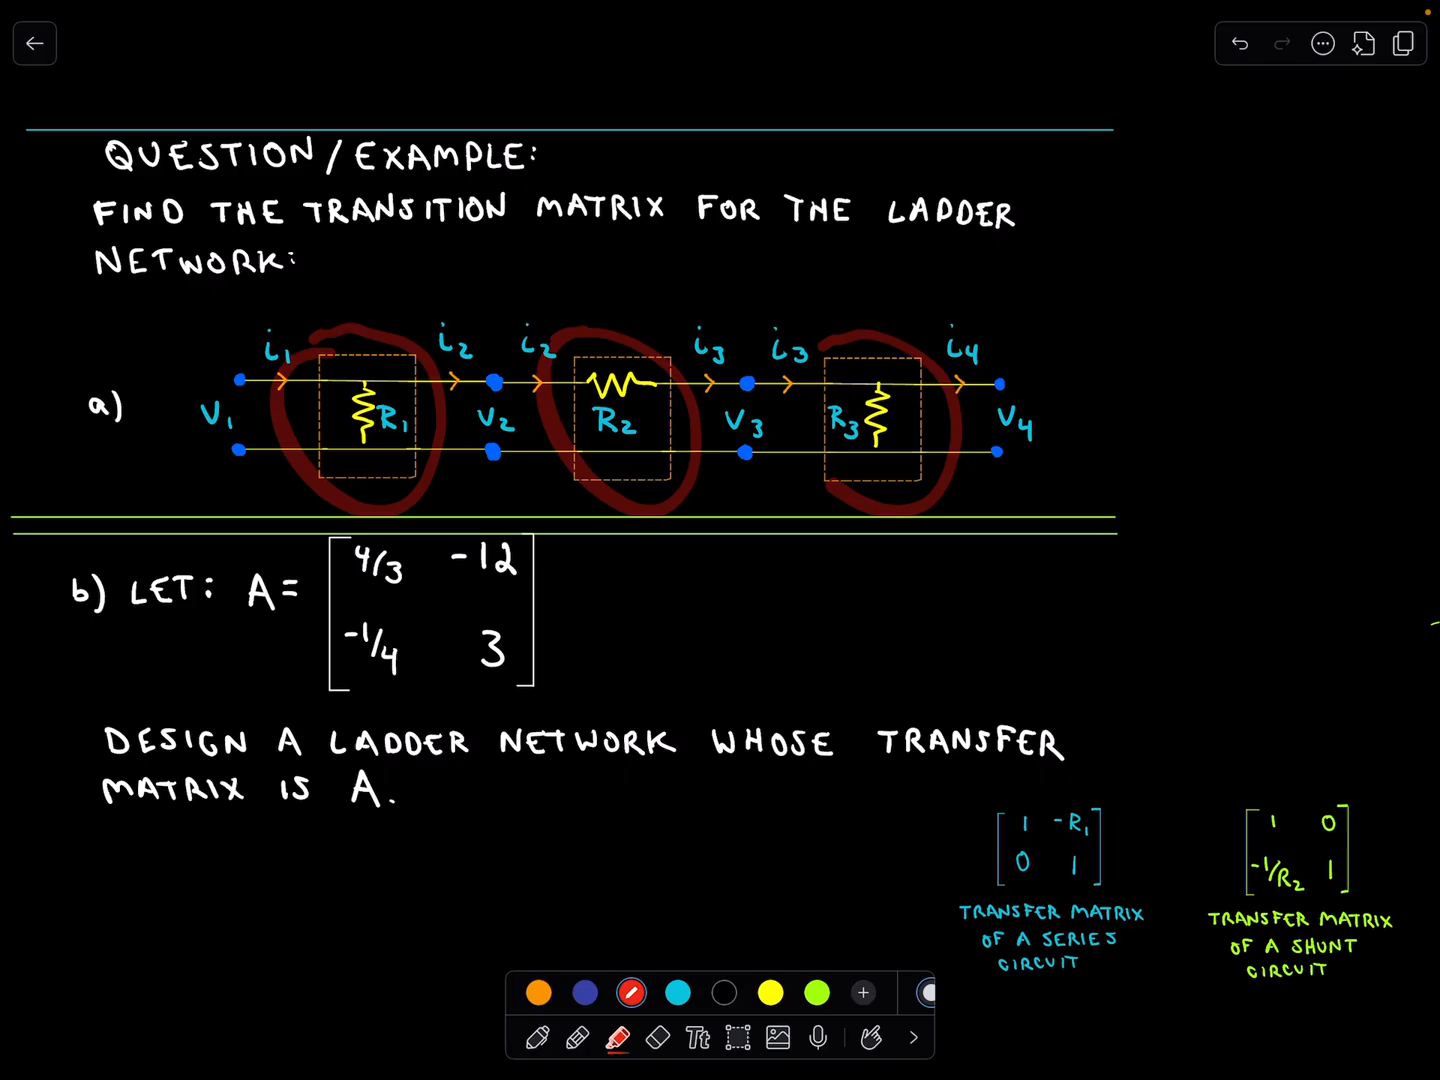 QUESTION/EXAMPLE:
FIND THE TRANSITION MATRIX FOR THE LADDER
NETWORK:
i1 i2 i2 i3 i3 i4
a) V1 R1 V2 R2 V3 R3 V4
b) LET: A = [ 4/3 -12
-1/4 3 ]
DESIGN A LADDER NETWORK WHOSE TRANSFER
MATRIX IS A.
[ 1 -R1
0 1 ]
TRANSFER MATRIX
OF A SERIES
CIRCUIT
[ 1 0
-1/R2 1 ]
TRANSFER MATRIX
OF A SHUNT
CIRCUIT
Tt